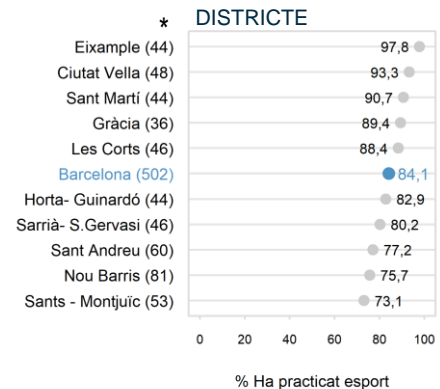 * DISTRICTE
Eixample (44) 97,8
Ciutat Vella (48) 93,3
Sant Martí (44) 90,7
Gràcia (36) 89,4
Les Corts (46) 88,4
Barcelona (502) 84,1
Horta- Guinardó (44) 82,9
Sarrià- S.Gervasi (46) 80,2
Sant Andreu (60) 77,2
Nou Barris (81) 75,7
Sants - Montjuïc (53) 73,1
0 20 40 60 80 100
% Ha practicat esport